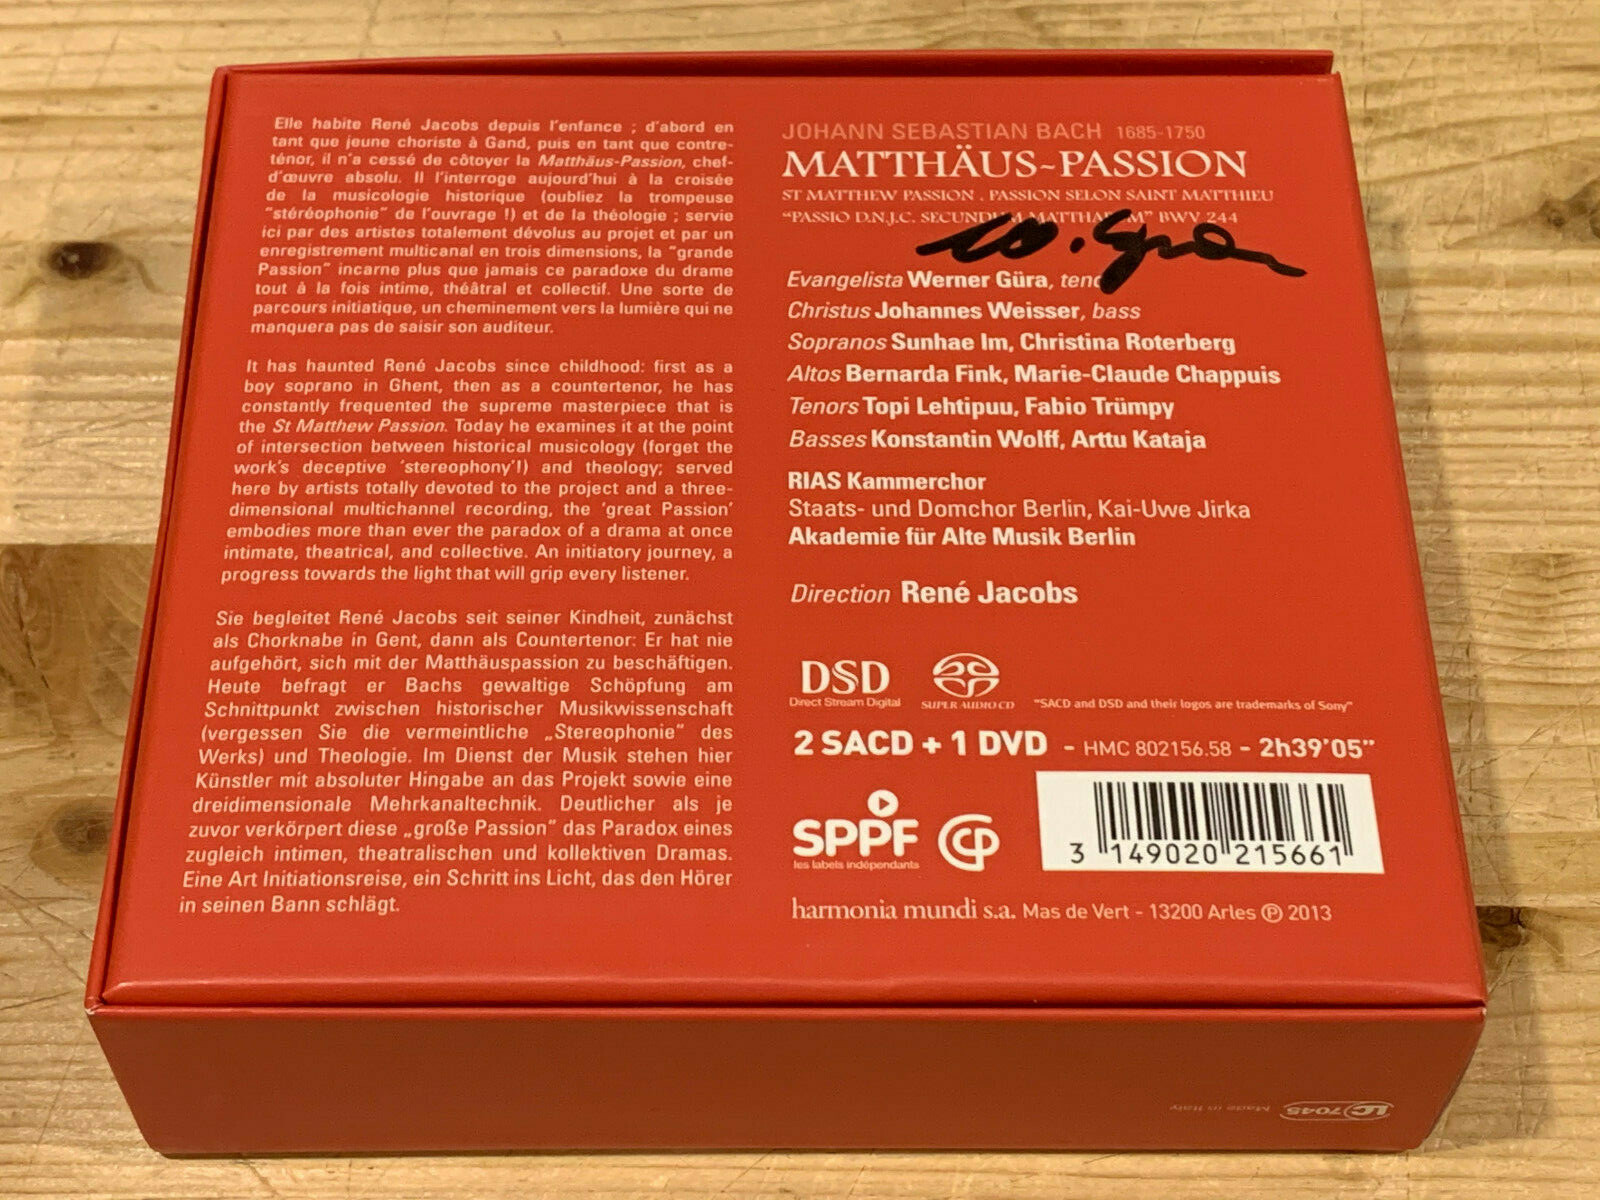 Elle habite René Jacobs depuis l'enfance ; d'abord en
tant que jeune choriste à Gand, puis en tant que contre-
ténor, il n'a cessé de côtoyer la Matthäus-Passion, chef-
d'œuvre absolu. Il l'interroge aujourd'hui à la croisée
de la musicologie historique (oubliez la trompeuse
"stéréophonie" de l'ouvrage !) et de la théologie ; servie
ici par des artistes totalement dévolus au projet et par un
enregistrement multicanal en trois dimensions, la "grande
Passion" incarne plus que jamais ce paradoxe du drame
tout à la fois intime, théâtral et collectif. Une sorte de
parcours initiatique, un cheminement vers la lumière qui ne
manquera pas de saisir son auditeur.
It has haunted René Jacobs since childhood: first as a
boy soprano in Ghent, then as a countertenor, he has
constantly frequented the supreme masterpiece that is
the St Matthew Passion. Today he examines it at the point
of intersection between historical musicology (forget the
work's deceptive 'stereophony'!) and theology; served
here by artists totally devoted to the project and a three-
dimensional multichannel recording, the 'great Passion'
embodies more than ever the paradox of a drama at once
intimate, theatrical, and collective. An initiatory journey, a
progress towards the light that will grip every listener.
Sie begleitet René Jacobs seit seiner Kindheit, zunächst
als Chorknabe in Gent, dann als Countertenor: Er hat nie
aufgehört, sich mit der Matthäuspassion zu beschäftigen.
Heute befragt er Bachs gewaltige Schöpfung am
Schnittpunkt zwischen historischer Musikwissenschaft
(vergessen Sie die vermeintliche „Stereophonie" des
Werks) und Theologie. Im Dienst der Musik stehen hier
Künstler mit absoluter Hingabe an das Projekt sowie eine
dreidimensionale Mehrkanaltechnik. Deutlicher als je
zuvor verkörpert diese „große Passion" das Paradox eines
zugleich intimen, theatralischen und kollektiven Dramas.
Eine Art Initiationsreise, ein Schritt ins Licht, das den Hörer
in seinen Bann schlägt.
JOHANN SEBASTIAN BACH 1685-1750
MATTHÄUS-PASSION
ST MATTHEW PASSION . PASSION SELON SAINT MATTHIEU
"PASSIO D.N.J.C. SECUNDUM MATTHAEUM" BWV 244
W. Güra
Evangelista Werner Güra, tenor
Christus Johannes Weisser, bass
Sopranos Sunhae Im, Christina Roterberg
Altos Bernarda Fink, Marie-Claude Chappuis
Tenors Topi Lehtipuu, Fabio Trümpy
Basses Konstantin Wolff, Arttu Kataja
RIAS Kammerchor
Staats- und Domchor Berlin, Kai-Uwe Jirka
Akademie für Alte Musik Berlin
Direction René Jacobs
DSD
Direct Stream Digital
SUPER AUDIO CD
"SACD and DSD and their logos are trademarks of Sony"
2 SACD + 1 DVD - HMC 802156.58 - 2h39'05"
SPPF
les labels indépendants
3 149020 215661
harmonia mundi s.a. Mas de Vert - 13200 Arles ℗ 2013
LC 7045
Made in Italy